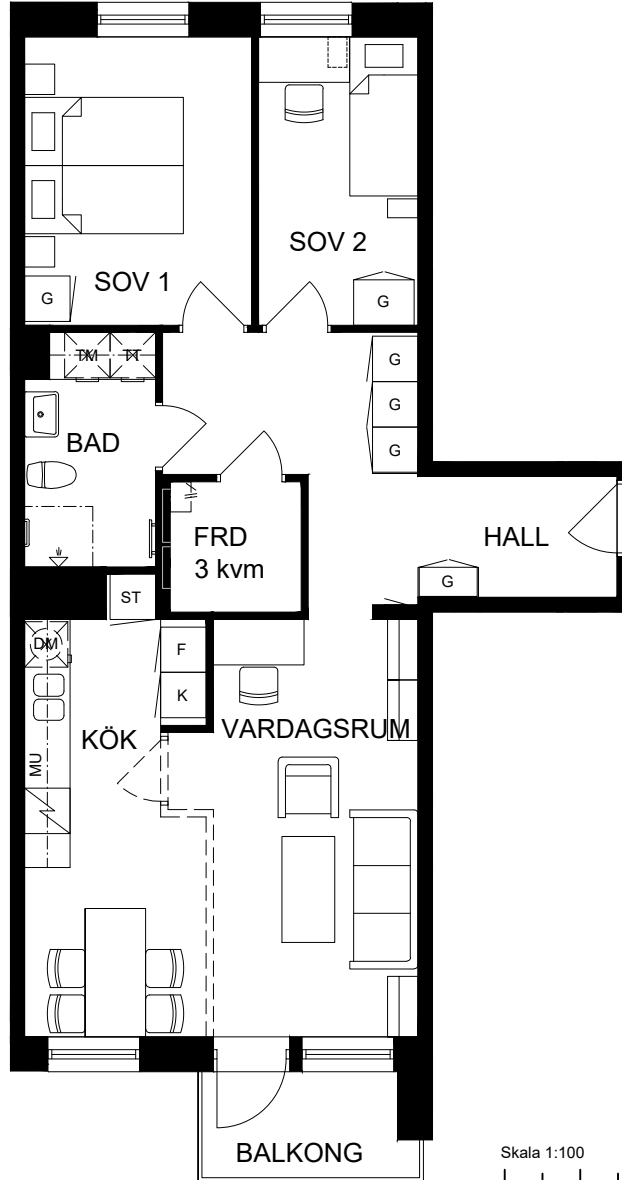 SOV 2
SOV 1
G
G
TM
TT
G
G
G
BAD
FRD
3 kvm
HALL
G
ST
DM
F
K
KÖK
VARDAGSRUM
MU
BALKONG
Skala 1:100